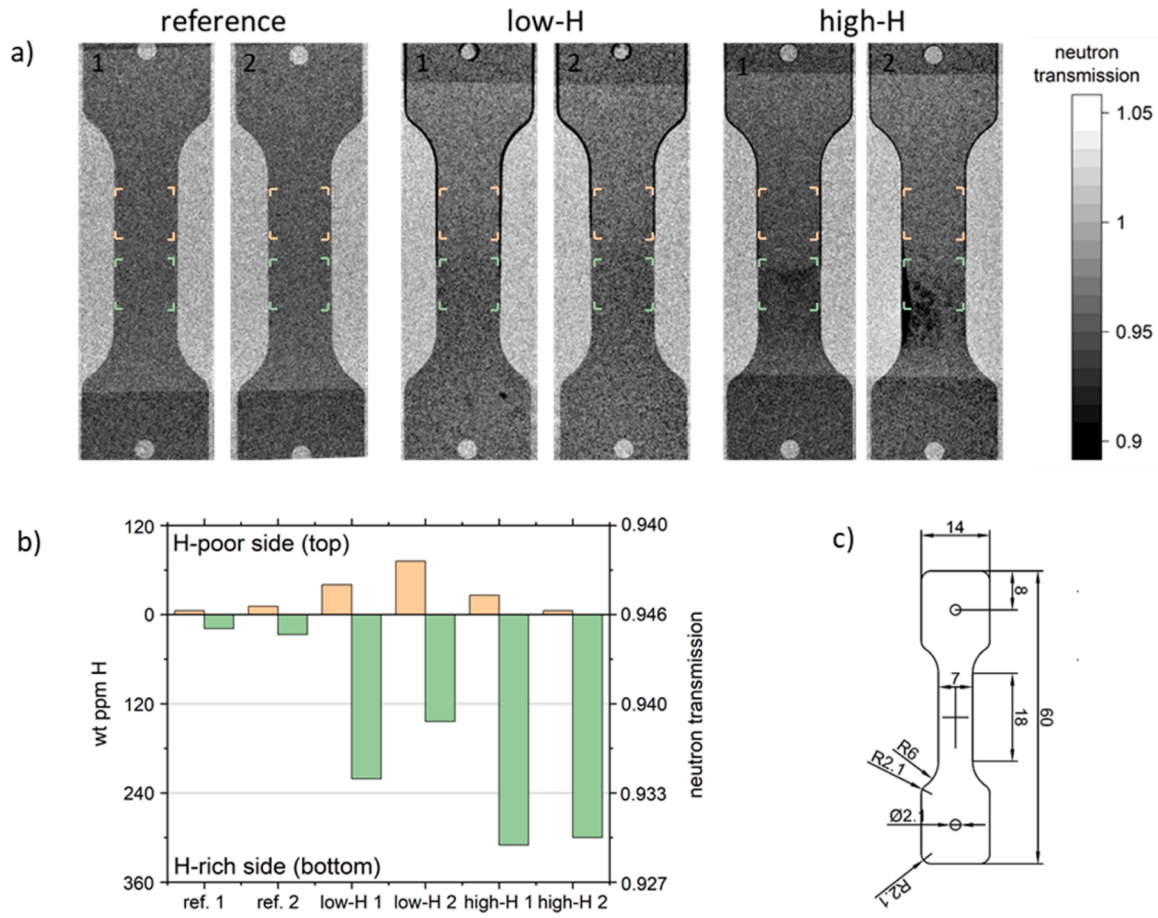 reference
low-H
high-H
a)
1
2
1
2
1
2
neutron
transmission
1.05
1
0.95
0.9
b)
120
0
120
240
360
wt ppm H
H-poor side (top)
H-rich side (bottom)
0.940
0.946
0.940
0.933
0.927
neutron transmission
ref. 1
ref. 2
low-H 1
low-H 2
high-H 1
high-H 2
c)
14
8
7
18
60
R6
R2.1
Ø2.1
R2.1